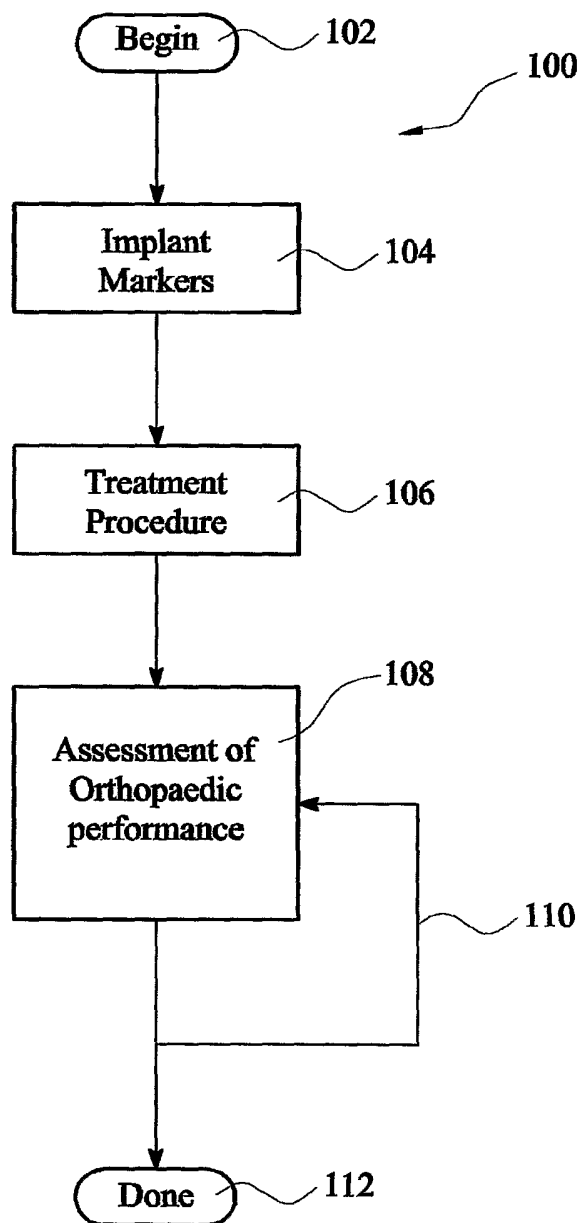 Begin
102
100
Implant
Markers
104
Treatment
Procedure
106
108
Assessment of
Orthopaedic
performance
110
Done
112